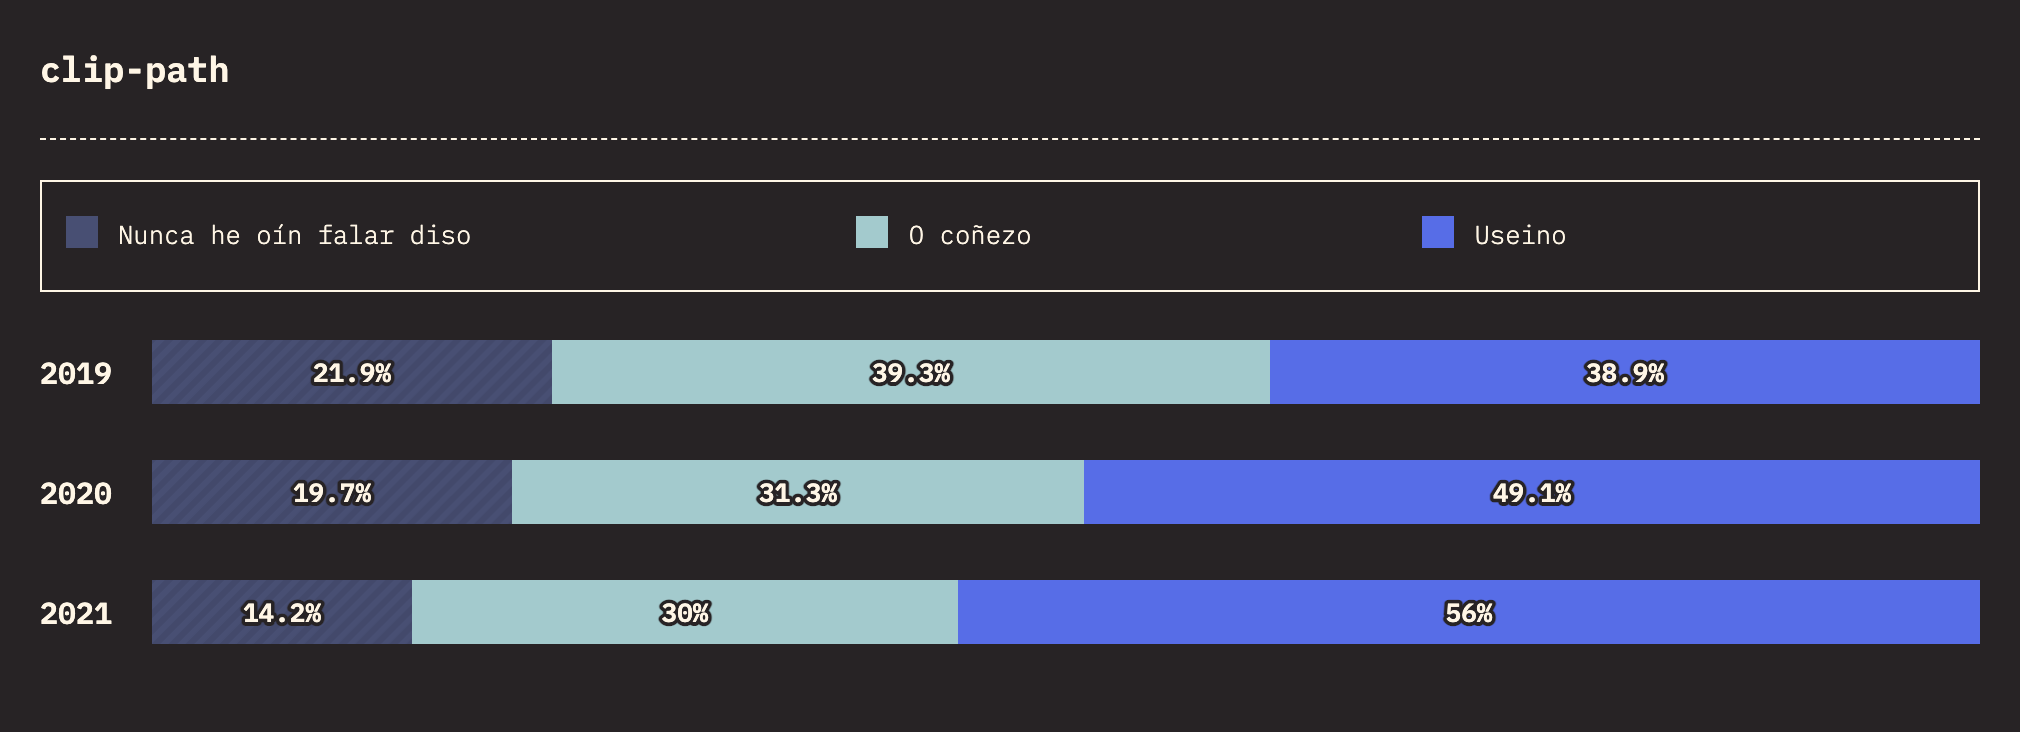 clip-path
Nunca he oín falar diso O coñezo Useino
2019 21.9% 39.3% 38.9%
2020 19.7% 31.3% 49.1%
2021 14.2% 30% 56%